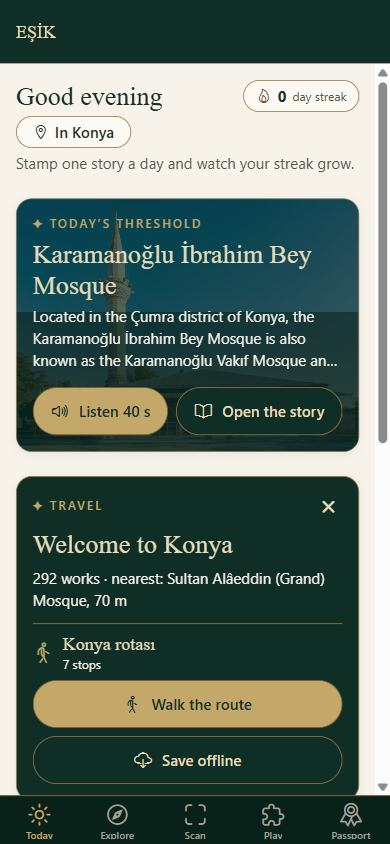 EŞİK
Good evening
0 day streak
In Konya
Stamp one story a day and watch your streak grow.
TODAY'S THRESHOLD
Karamanoğlu İbrahim Bey
Mosque
Located in the Çumra district of Konya, the
Karamanoğlu İbrahim Bey Mosque is also
known as the Karamanoğlu Vakıf Mosque an...
Listen 40 s
Open the story
TRAVEL
Welcome to Konya
292 works · nearest: Sultan Alâeddin (Grand)
Mosque, 70 m
Konya rotası
7 stops
Walk the route
Save offline
Today
Explore
Scan
Play
Passport